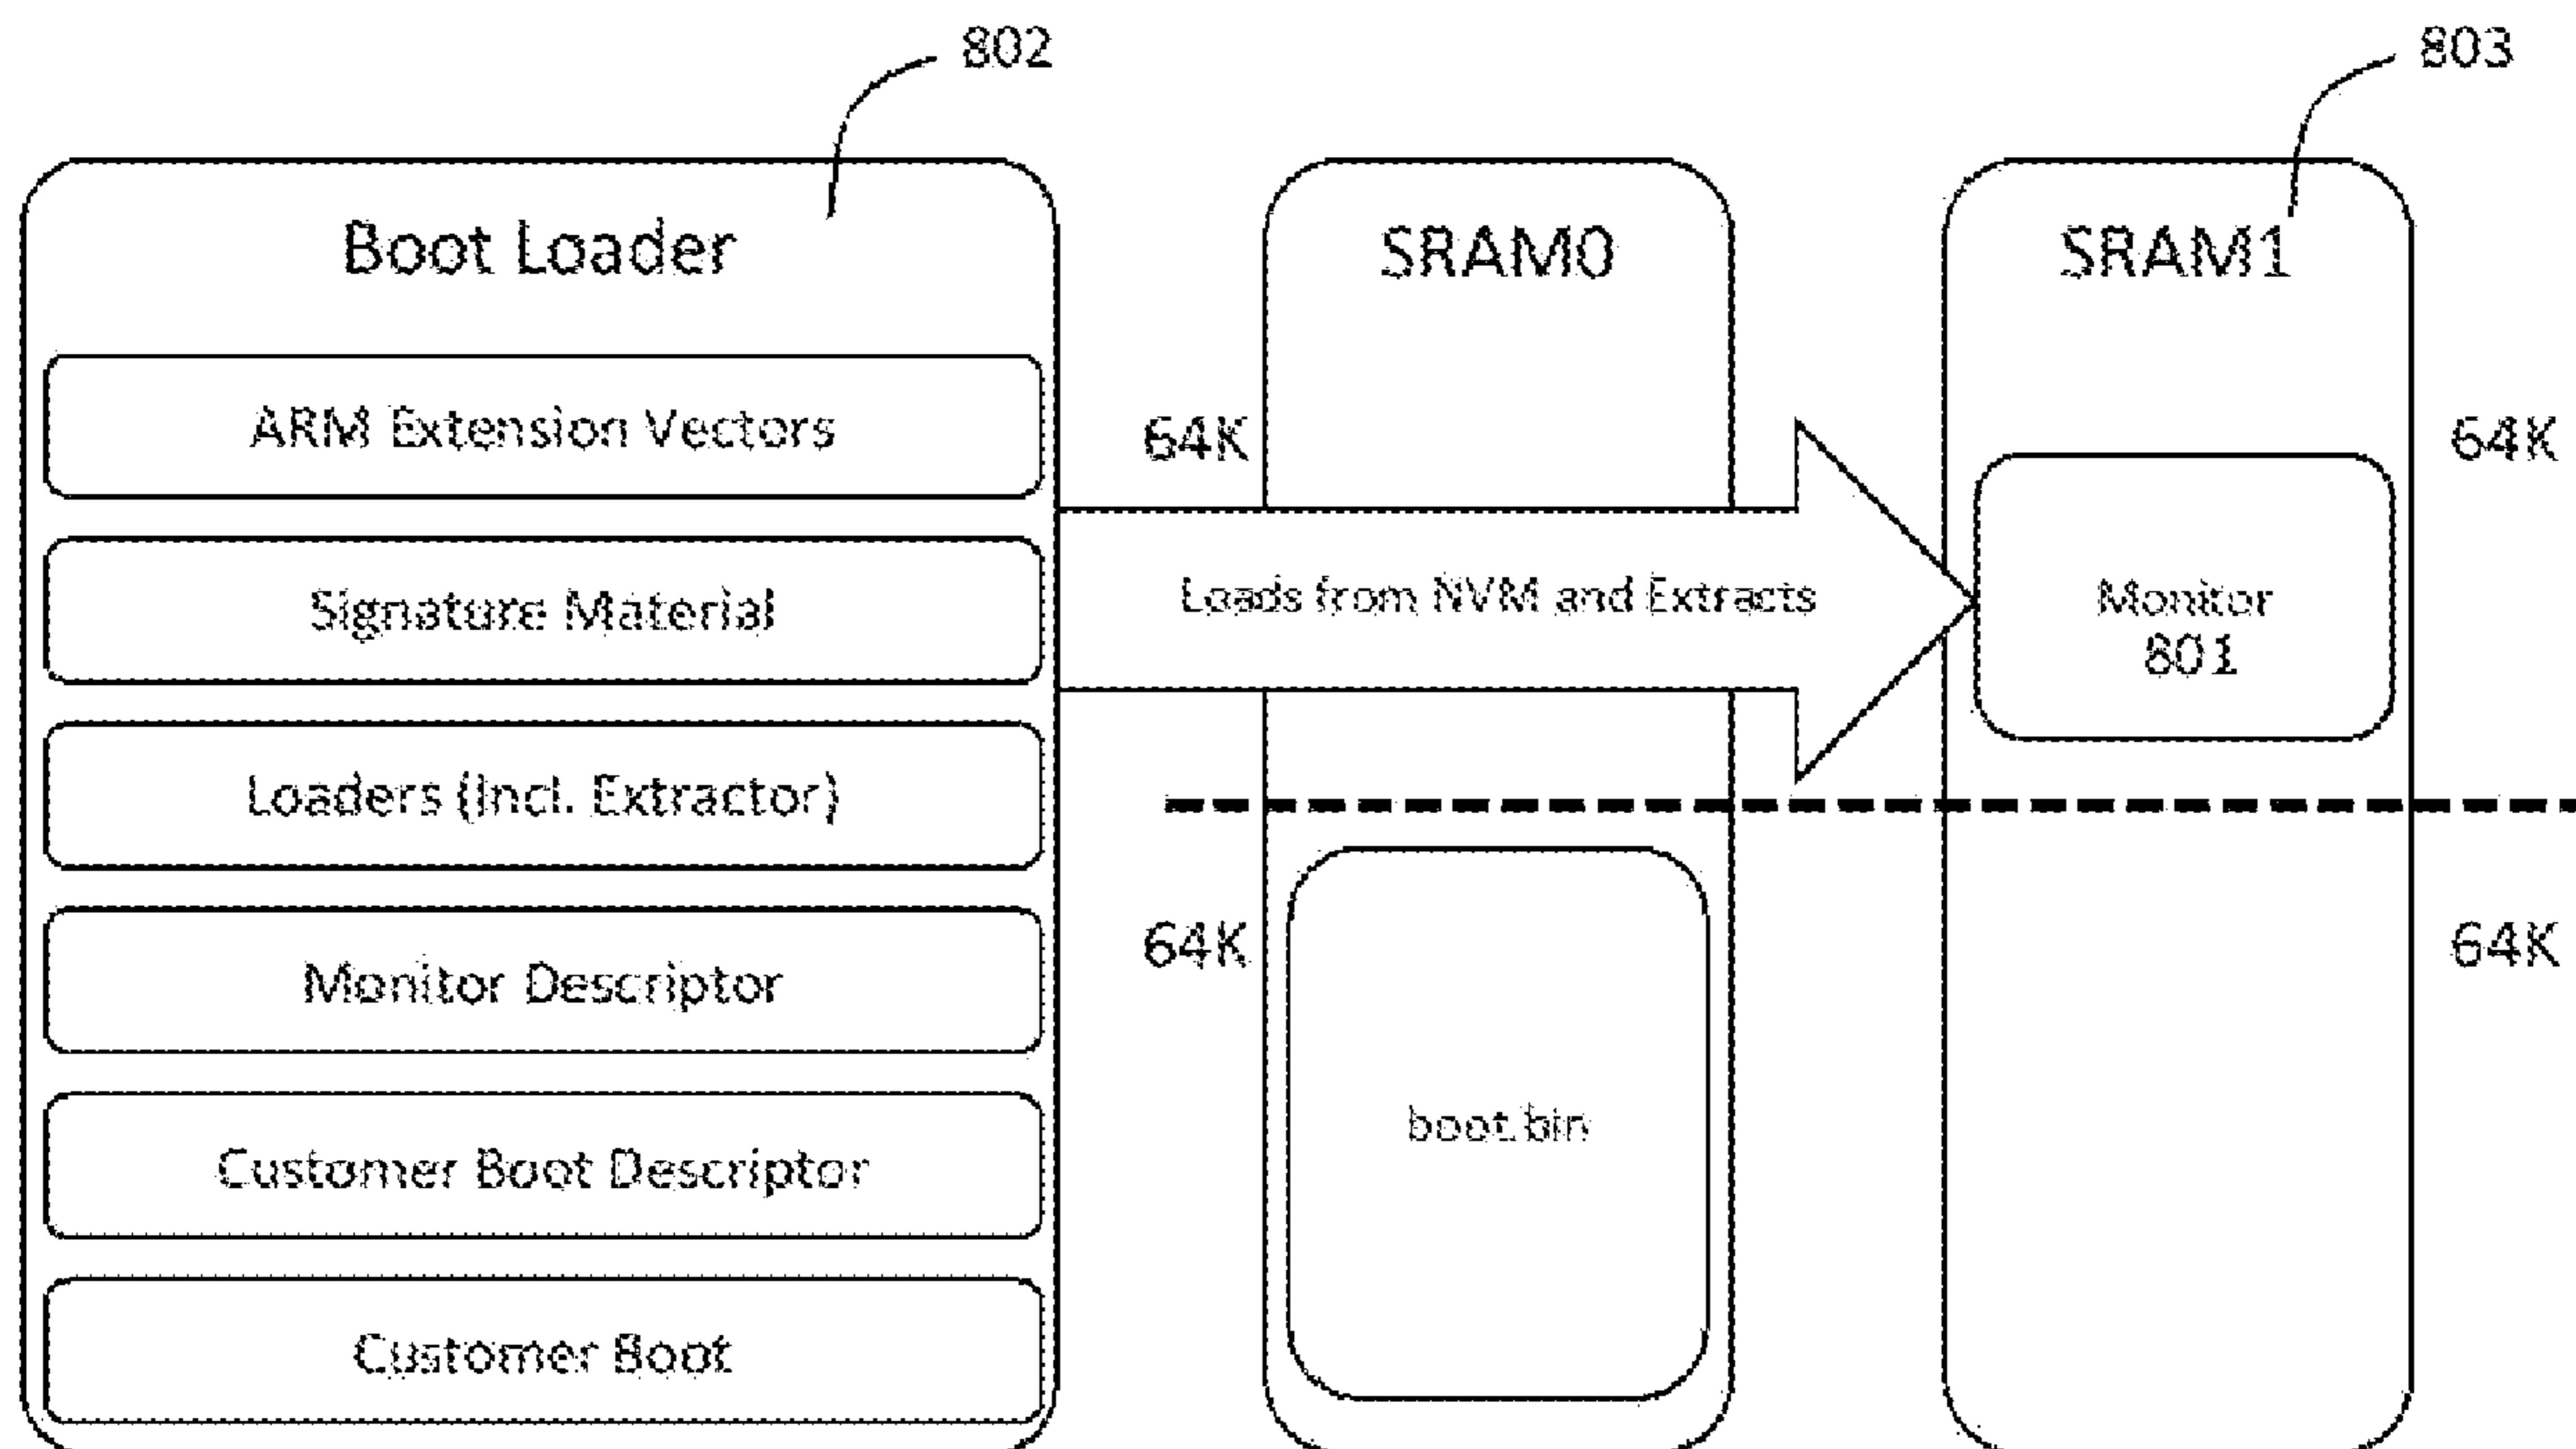 802
803
Boot Loader
SRAM0
SRAM1
ARM Extension Vectors
64K
64K
Signature Material
Loads from NVM and Extracts
Monitor
801
Loaders (Incl. Extractor)
Monitor Descriptor
64K
64K
boot.bin
Customer Boot Descriptor
Customer Boot